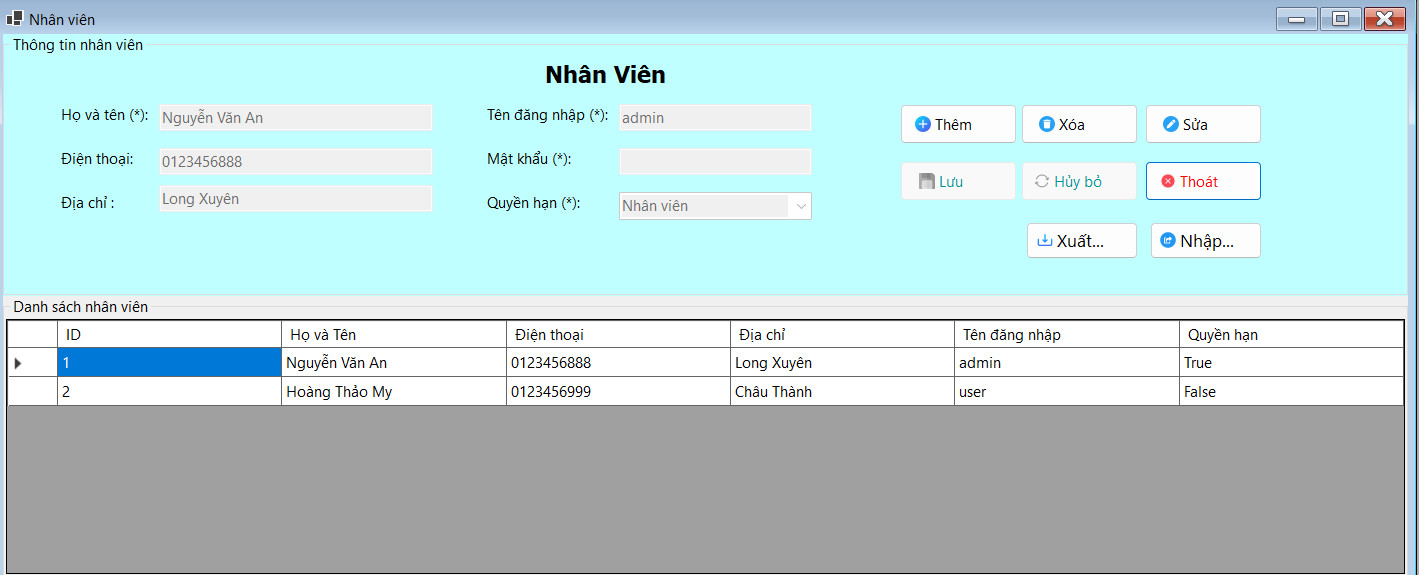 Nhân viên
Thông tin nhân viên
Nhân Viên
Họ và tên (*): Nguyễn Văn An Tên đăng nhập (*): admin Thêm Xóa Sửa
Điện thoại: 0123456888 Mật khẩu (*): Lưu Hủy bỏ Thoát
Địa chỉ : Long Xuyên Quyền hạn (*): Nhân viên
Xuất... Nhập...
Danh sách nhân viên
ID Họ và Tên Điện thoại Địa chỉ Tên đăng nhập Quyền hạn
1 Nguyễn Văn An 0123456888 Long Xuyên admin True
2 Hoàng Thảo My 0123456999 Châu Thành user False